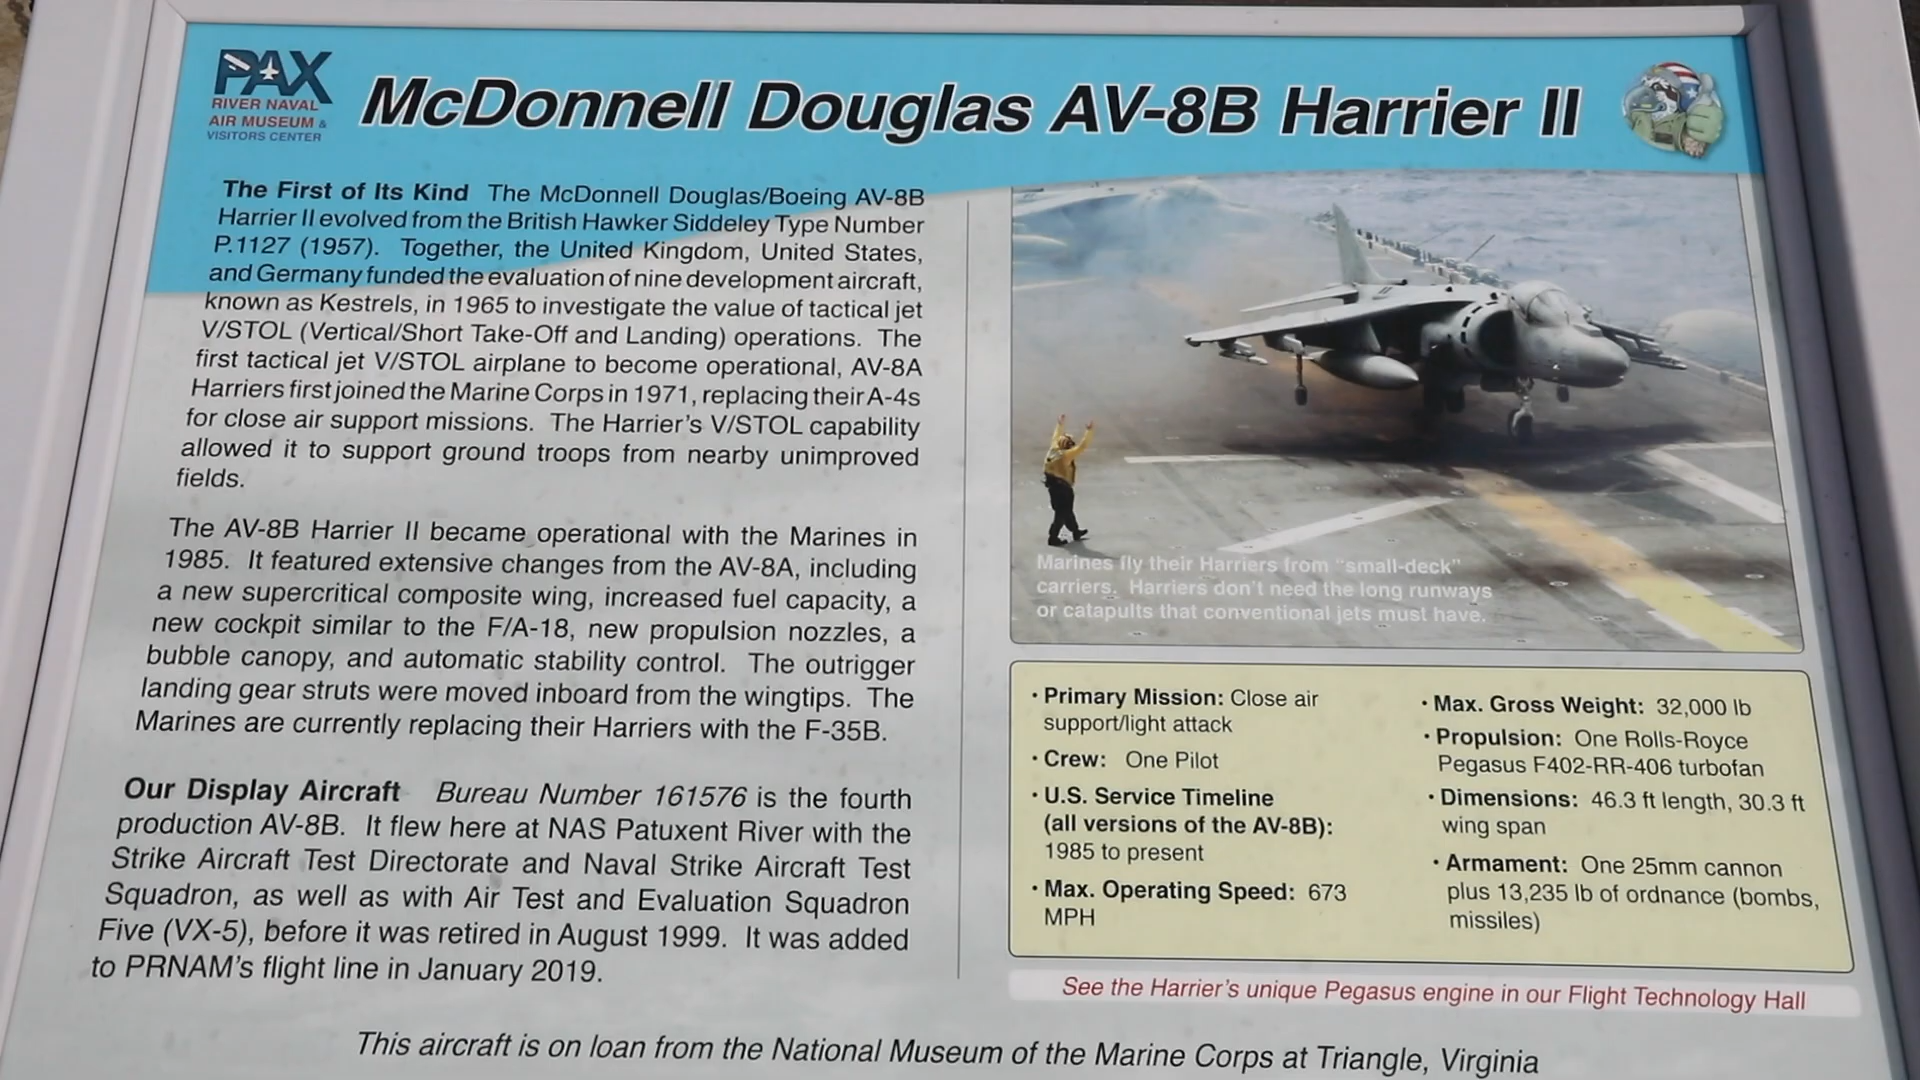 PAX
RIVER NAVAL
AIR MUSEUM &
VISITORS CENTER
McDonnell Douglas AV-8B Harrier II
The First of Its Kind The McDonnell Douglas/Boeing AV-8B
Harrier II evolved from the British Hawker Siddeley Type Number
P.1127 (1957). Together, the United Kingdom, United States,
and Germany funded the evaluation of nine development aircraft,
known as Kestrels, in 1965 to investigate the value of tactical jet
V/STOL (Vertical/Short Take-Off and Landing) operations. The
first tactical jet V/STOL airplane to become operational, AV-8A
Harriers first joined the Marine Corps in 1971, replacing their A-4s
for close air support missions. The Harrier's V/STOL capability
allowed it to support ground troops from nearby unimproved
fields.
The AV-8B Harrier II became operational with the Marines in
1985. It featured extensive changes from the AV-8A, including
a new supercritical composite wing, increased fuel capacity, a
new cockpit similar to the F/A-18, new propulsion nozzles, a
bubble canopy, and automatic stability control. The outrigger
landing gear struts were moved inboard from the wingtips. The
Marines are currently replacing their Harriers with the F-35B.
Our Display Aircraft Bureau Number 161576 is the fourth
production AV-8B. It flew here at NAS Patuxent River with the
Strike Aircraft Test Directorate and Naval Strike Aircraft Test
Squadron, as well as with Air Test and Evaluation Squadron
Five (VX-5), before it was retired in August 1999. It was added
to PRNAM's flight line in January 2019.
Marines fly their Harriers from "small-deck"
carriers. Harriers don't need the long runways
or catapults that conventional jets must have.
• Primary Mission: Close air
support/light attack
• Crew: One Pilot
• U.S. Service Timeline
(all versions of the AV-8B):
1985 to present
• Max. Operating Speed: 673
MPH
• Max. Gross Weight: 32,000 lb
• Propulsion: One Rolls-Royce
Pegasus F402-RR-406 turbofan
• Dimensions: 46.3 ft length, 30.3 ft
wing span
• Armament: One 25mm cannon
plus 13,235 lb of ordnance (bombs,
missiles)
See the Harrier's unique Pegasus engine in our Flight Technology Hall
This aircraft is on loan from the National Museum of the Marine Corps at Triangle, Virginia